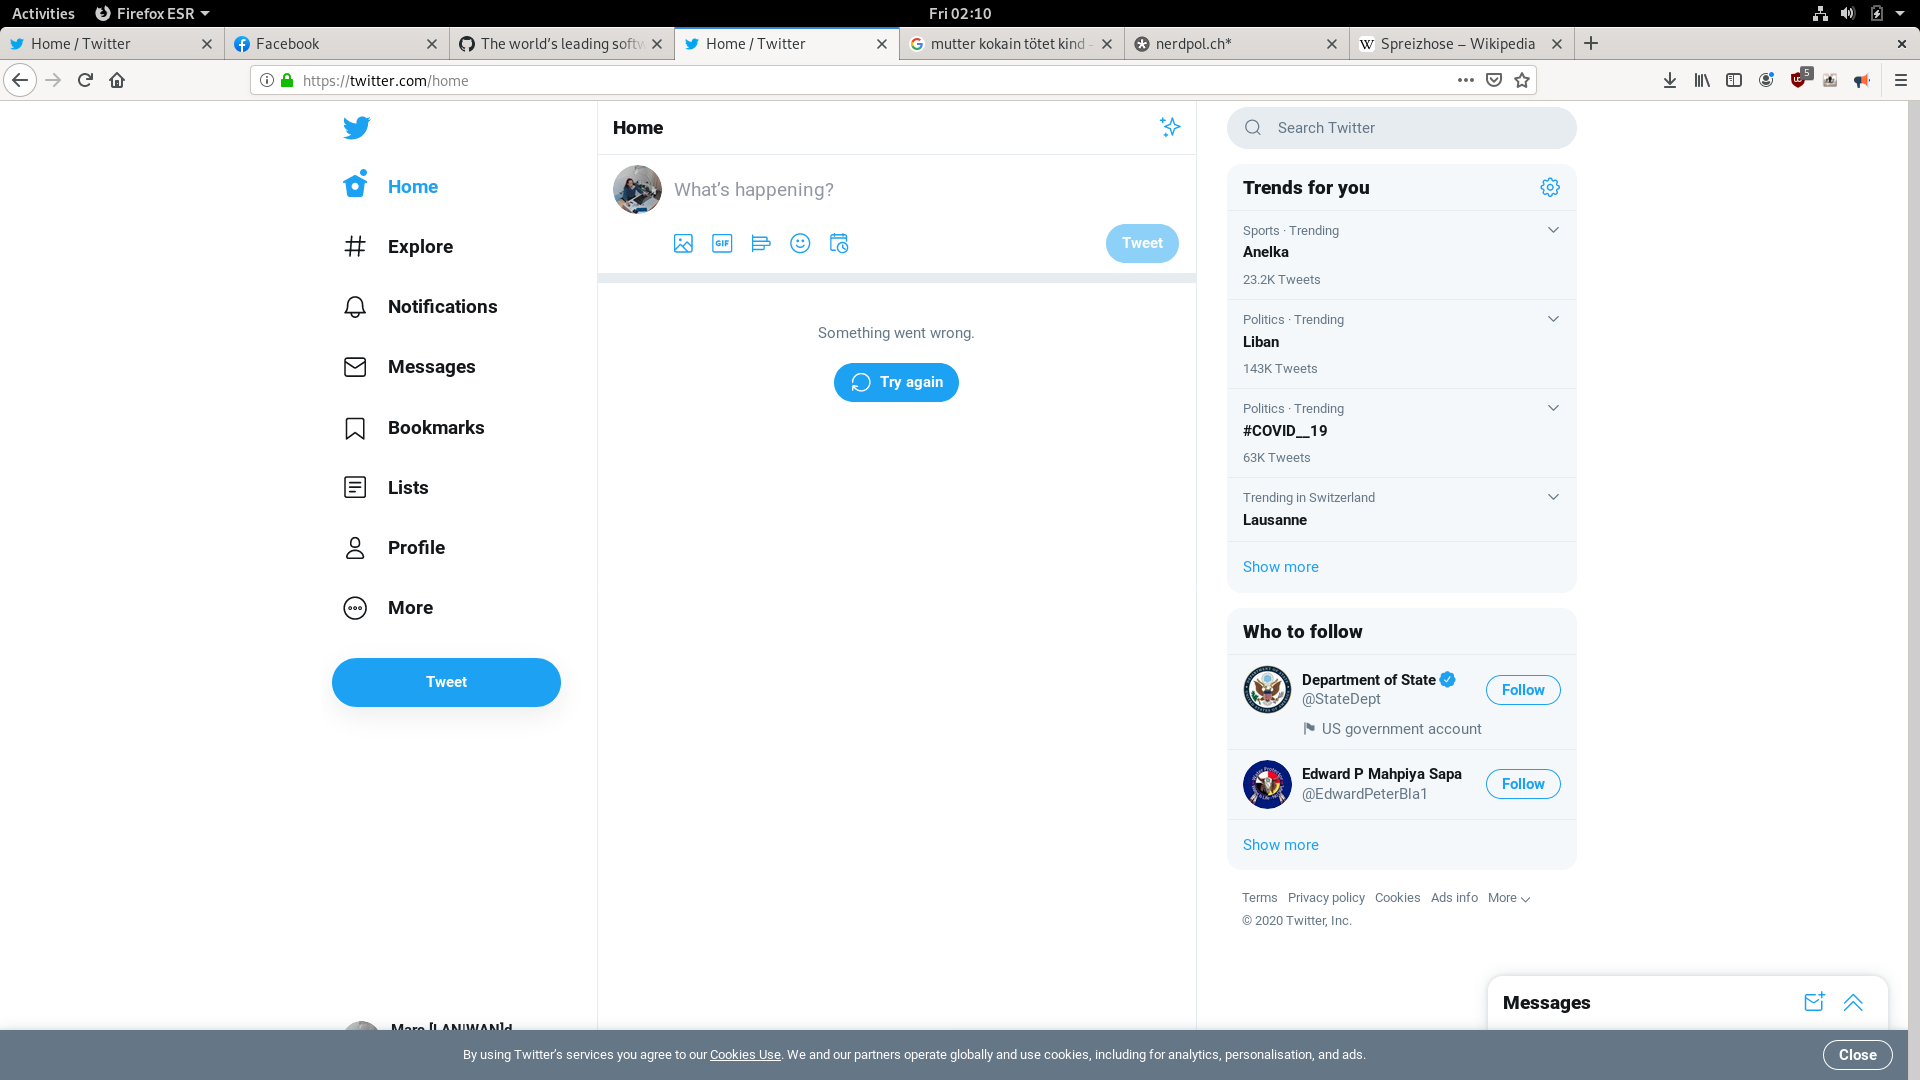 Activities
Firefox ESR
Fri 02:10
Home / Twitter
Facebook
The world's leading softw
Home / Twitter
mutter kokain tötet kind -
nerdpol.ch*
Spreizhose – Wikipedia
https://twitter.com/home
5
Home
Explore
Notifications
Messages
Bookmarks
Lists
Profile
More
Tweet
Home
What's happening?
GIF
Tweet
Something went wrong.
Try again
Search Twitter
Trends for you
Sports · Trending
Anelka
23.2K Tweets
Politics · Trending
Liban
143K Tweets
Politics · Trending
#COVID__19
63K Tweets
Trending in Switzerland
Lausanne
Show more
Who to follow
Department of State
@StateDept
Follow
US government account
Edward P Mahpiya Sapa
@EdwardPeterBla1
Follow
Show more
Terms Privacy policy Cookies Ads info More
© 2020 Twitter, Inc.
Messages
Marc [LAN|WAN]d
By using Twitter's services you agree to our Cookies Use. We and our partners operate globally and use cookies, including for analytics, personalisation, and ads.
Close